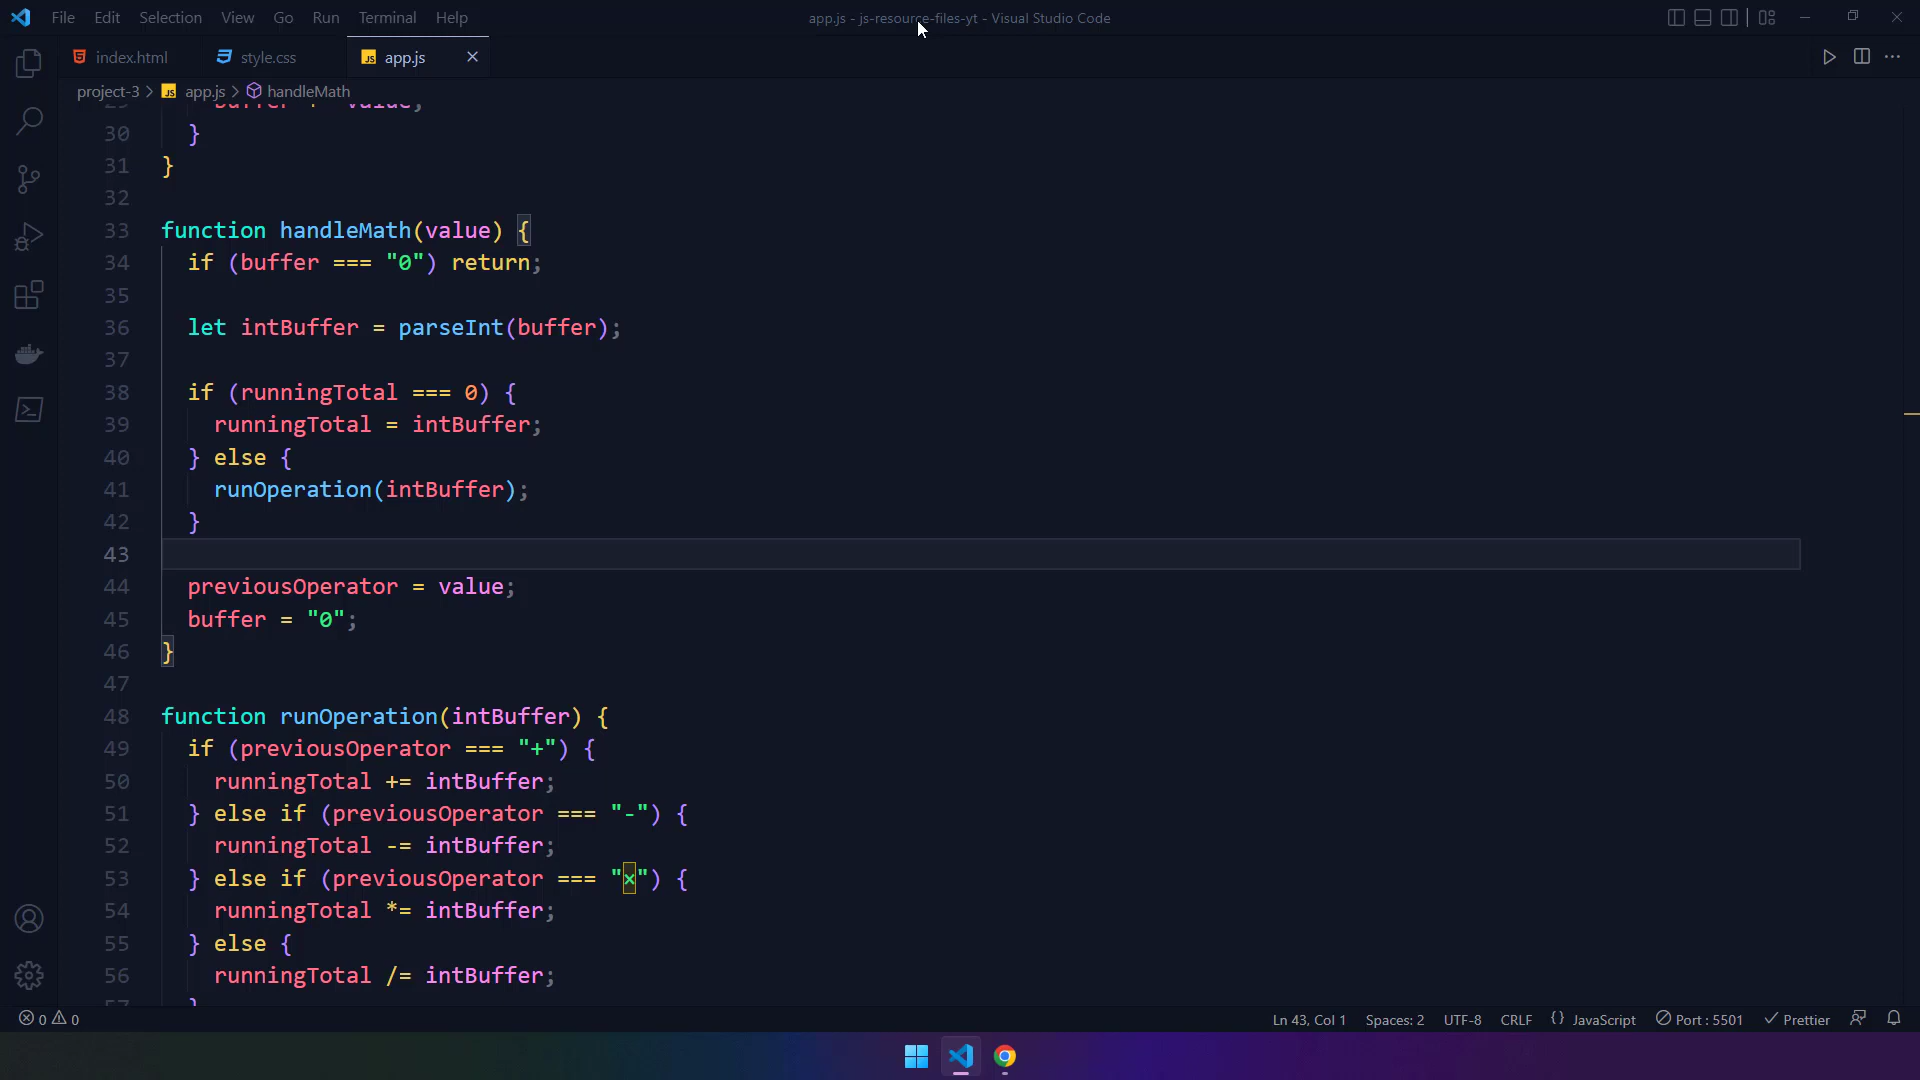 File Edit Selection View Go Run Terminal Help app.js - js-resource-files-yt - Visual Studio Code
index.html style.css JS app.js
project-3 > JS app.js > handleMath
30 }
31 }
32
33 function handleMath(value) {
34 if (buffer === "0") return;
35
36 let intBuffer = parseInt(buffer);
37
38 if (runningTotal === 0) {
39 runningTotal = intBuffer;
40 } else {
41 runOperation(intBuffer);
42 }
43
44 previousOperator = value;
45 buffer = "0";
46 }
47
48 function runOperation(intBuffer) {
49 if (previousOperator === "+") {
50 runningTotal += intBuffer;
51 } else if (previousOperator === "-") {
52 runningTotal -= intBuffer;
53 } else if (previousOperator === "×") {
54 runningTotal *= intBuffer;
55 } else {
56 runningTotal /= intBuffer;
0 0 Ln 43, Col 1 Spaces: 2 UTF-8 CRLF {} JavaScript Port : 5501 Prettier